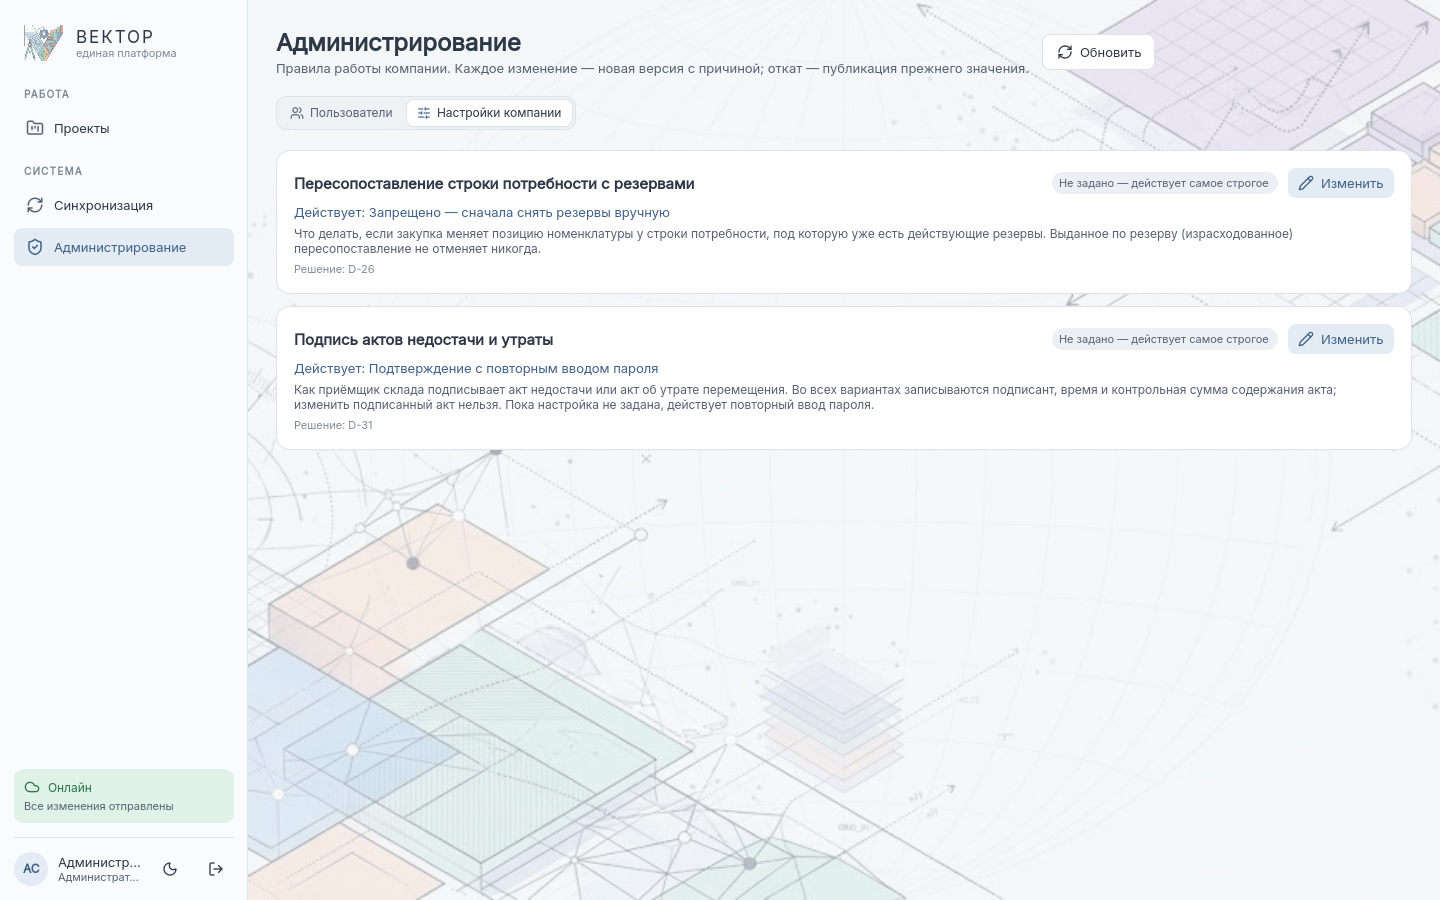 ВЕКТОР
единая платформа
РАБОТА
Проекты
СИСТЕМА
Синхронизация
Администрирование
Онлайн
Все изменения отправлены
АС
Администр...
Администрат...
Администрирование
Правила работы компании. Каждое изменение — новая версия с причиной; откат — публикация прежнего значения.
Обновить
Пользователи
Настройки компании
Пересопоставление строки потребности с резервами
Не задано — действует самое строгое
Изменить
Действует: Запрещено — сначала снять резервы вручную
Что делать, если закупка меняет позицию номенклатуры у строки потребности, под которую уже есть действующие резервы. Выданное по резерву (израсходованное)
пересопоставление не отменяет никогда.
Решение: D-26
Подпись актов недостачи и утраты
Не задано — действует самое строгое
Изменить
Действует: Подтверждение с повторным вводом пароля
Как приёмщик склада подписывает акт недостачи или акт об утрате перемещения. Во всех вариантах записываются подписант, время и контрольная сумма содержания акта;
изменить подписанный акт нельзя. Пока настройка не задана, действует повторный ввод пароля.
Решение: D-31